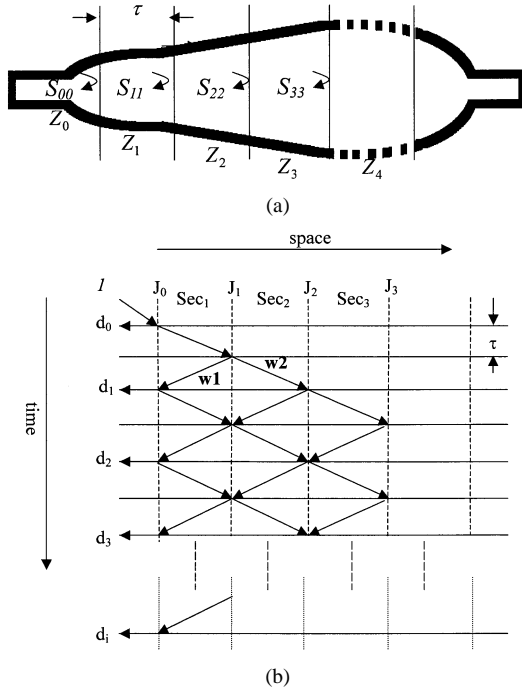 τ
S00 S11 S22 S33
Z0 Z1 Z2 Z3 Z4
(a)
space
I J0 J1 J2 J3
Sec1 Sec2 Sec3
d0
τ
w1 w2
d1
time
d2
d3
di
(b)